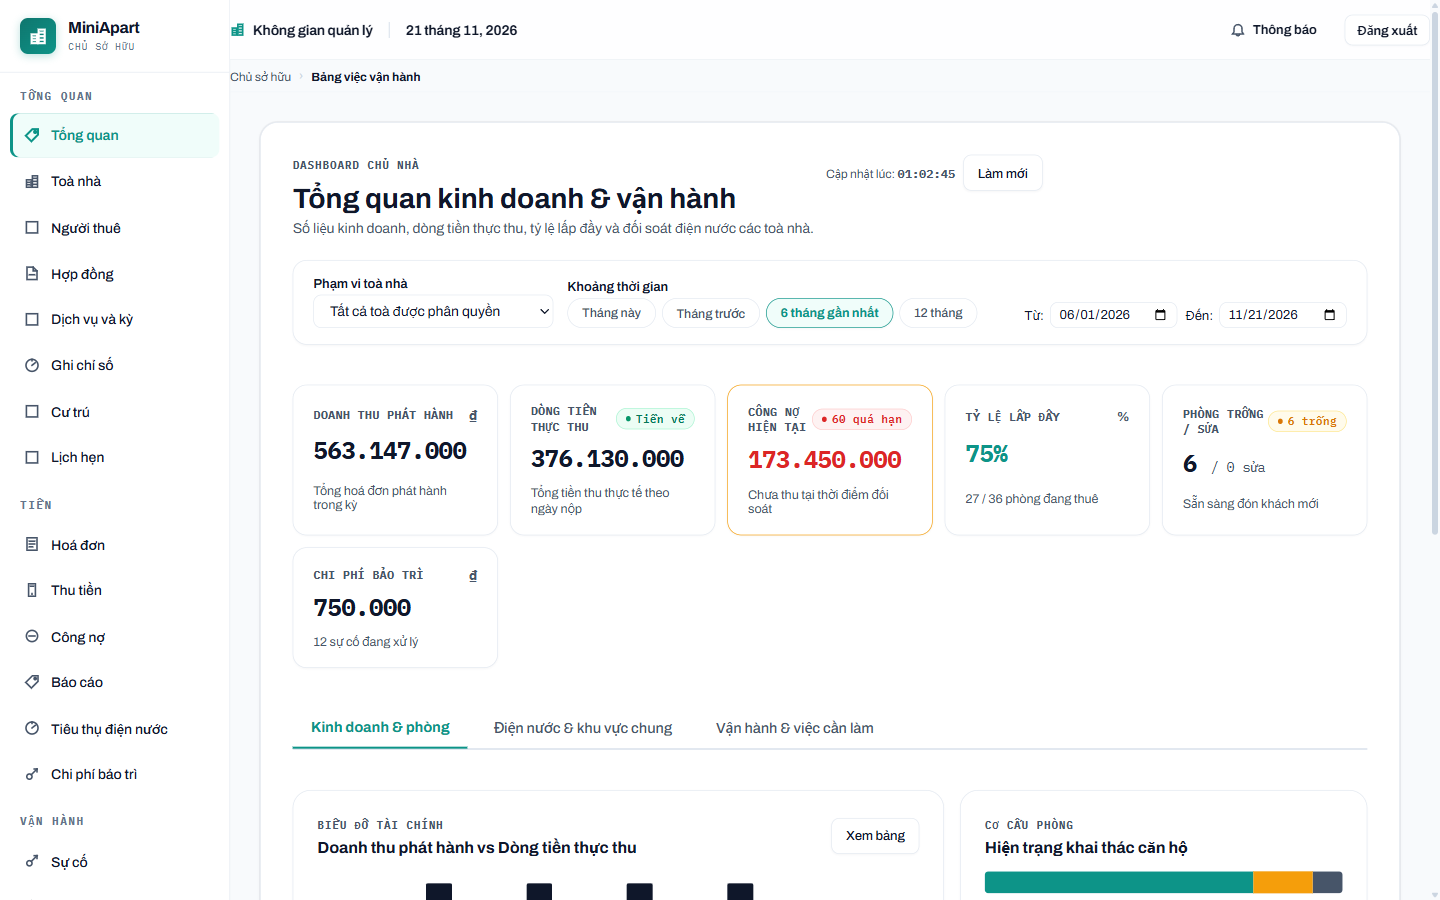 MiniApart
CHỦ SỞ HỮU
Không gian quản lý
21 tháng 11, 2026
Thông báo
Đăng xuất
Chủ sở hữu › Bảng việc vận hành
TỔNG QUAN
Tổng quan
Toà nhà
Người thuê
Hợp đồng
Dịch vụ và kỳ
Ghi chỉ số
Cư trú
Lịch hẹn
TIỀN
Hoá đơn
Thu tiền
Công nợ
Báo cáo
Tiêu thụ điện nước
Chi phí bảo trì
VẬN HÀNH
Sự cố
DASHBOARD CHỦ NHÀ
Tổng quan kinh doanh & vận hành
Số liệu kinh doanh, dòng tiền thực thu, tỷ lệ lấp đầy và đối soát điện nước các toà nhà.
Cập nhật lúc: 01:02:45
Làm mới
Phạm vi toà nhà
Tất cả toà được phân quyền
Khoảng thời gian
Tháng này
Tháng trước
6 tháng gần nhất
12 tháng
Từ: 06/01/2026
Đến: 11/21/2026
DOANH THU PHÁT HÀNH ₫
563.147.000
Tổng hoá đơn phát hành
trong kỳ
DÒNG TIỀN
THỰC THU
Tiền về
376.130.000
Tổng tiền thu thực tế theo
ngày nộp
CÔNG NỢ
HIỆN TẠI
60 quá hạn
173.450.000
Chưa thu tại thời điểm đối
soát
TỶ LỆ LẤP ĐẦY %
75%
27 / 36 phòng đang thuê
PHÒNG TRỐNG
/ SỬA
6 trống
6 / 0 sửa
Sẵn sàng đón khách mới
CHI PHÍ BẢO TRÌ ₫
750.000
12 sự cố đang xử lý
Kinh doanh & phòng
Điện nước & khu vực chung
Vận hành & việc cần làm
BIỂU ĐỒ TÀI CHÍNH
Doanh thu phát hành vs Dòng tiền thực thu
Xem bảng
CƠ CẤU PHÒNG
Hiện trạng khai thác căn hộ